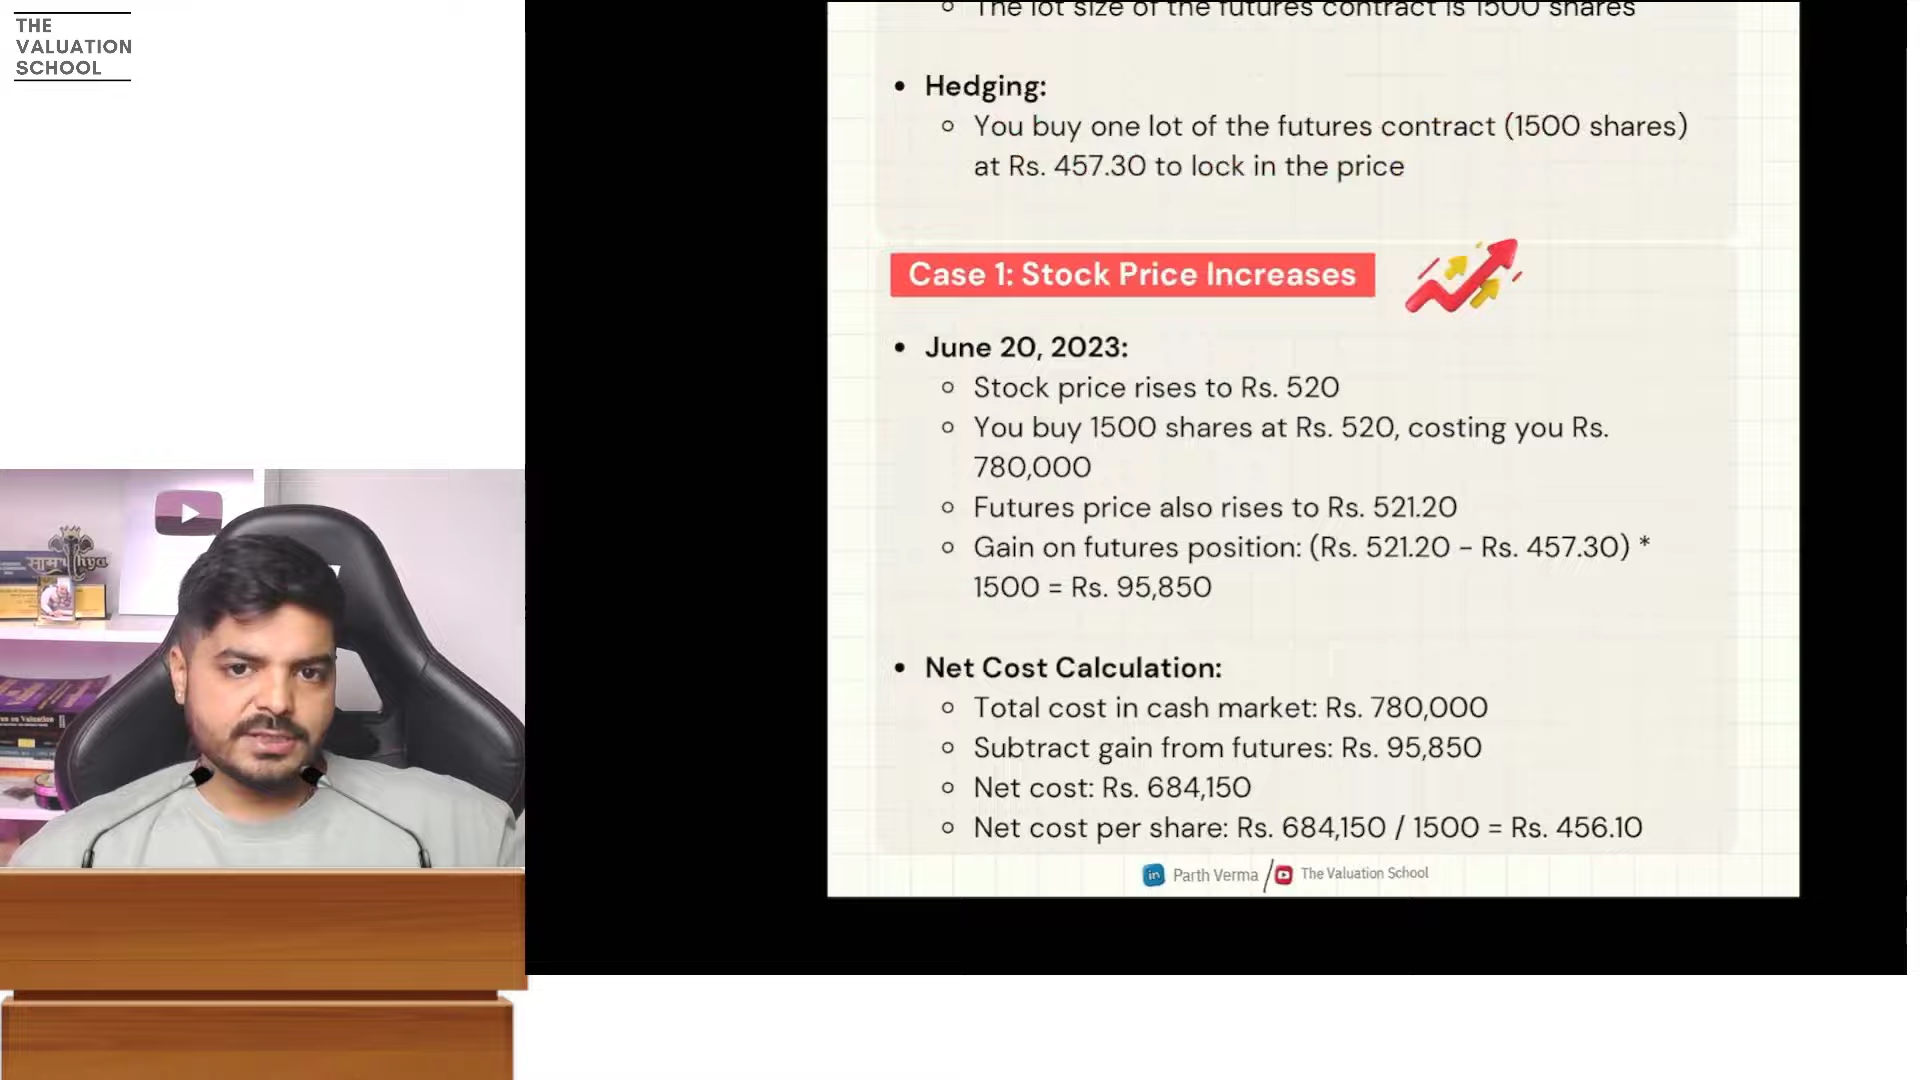 THE
VALUATION
SCHOOL
The lot size of the futures contract is 1500 shares
Hedging:
You buy one lot of the futures contract (1500 shares)
at Rs. 457.30 to lock in the price
Case 1: Stock Price Increases
June 20, 2023:
Stock price rises to Rs. 520
You buy 1500 shares at Rs. 520, costing you Rs.
780,000
Futures price also rises to Rs. 521.20
Gain on futures position: (Rs. 521.20 – Rs. 457.30) *
1500 = Rs. 95,850
Net Cost Calculation:
Total cost in cash market: Rs. 780,000
Subtract gain from futures: Rs. 95,850
Net cost: Rs. 684,150
Net cost per share: Rs. 684,150 / 1500 = Rs. 456.10
in Parth Verma / The Valuation School